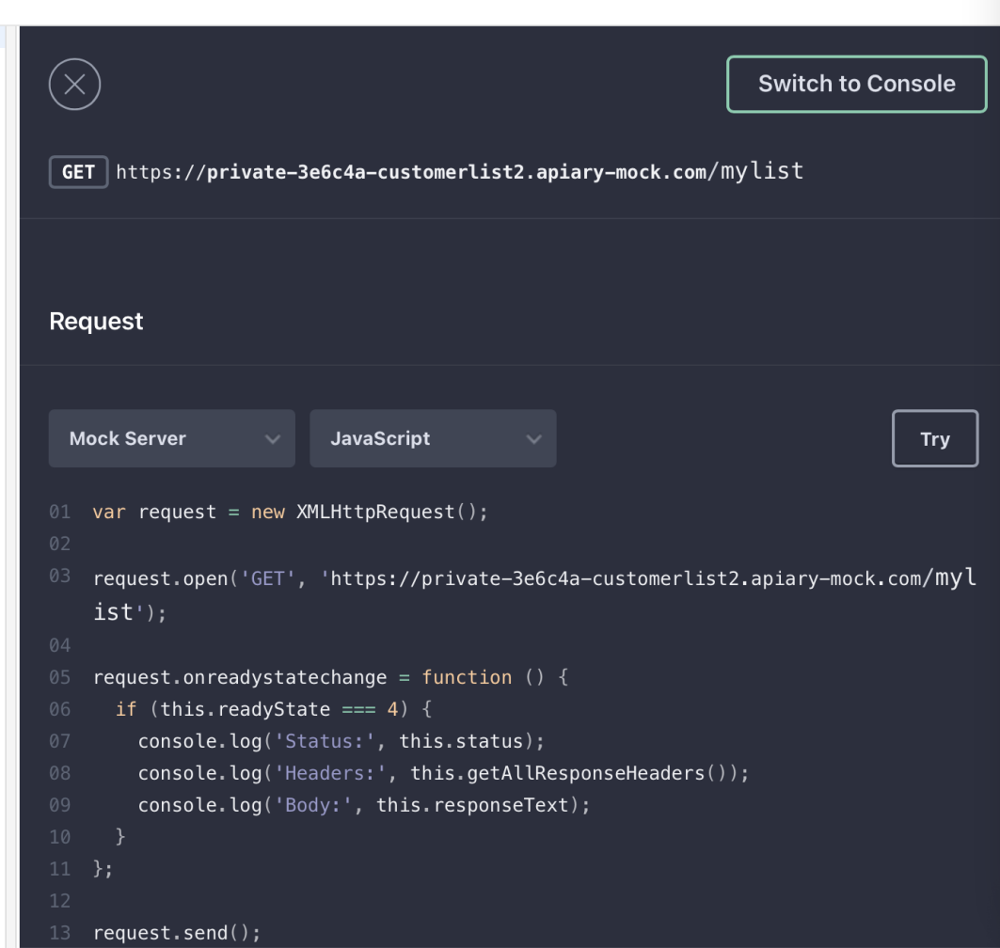 Switch to Console
GET https://private-3e6c4a-customerlist2.apiary-mock.com/mylist
Request
Mock Server JavaScript Try
01 var request = new XMLHttpRequest();
02
03 request.open('GET', 'https://private-3e6c4a-customerlist2.apiary-mock.com/myl
ist');
04
05 request.onreadystatechange = function () {
06   if (this.readyState === 4) {
07     console.log('Status:', this.status);
08     console.log('Headers:', this.getAllResponseHeaders());
09     console.log('Body:', this.responseText);
10   }
11 };
12
13 request.send();